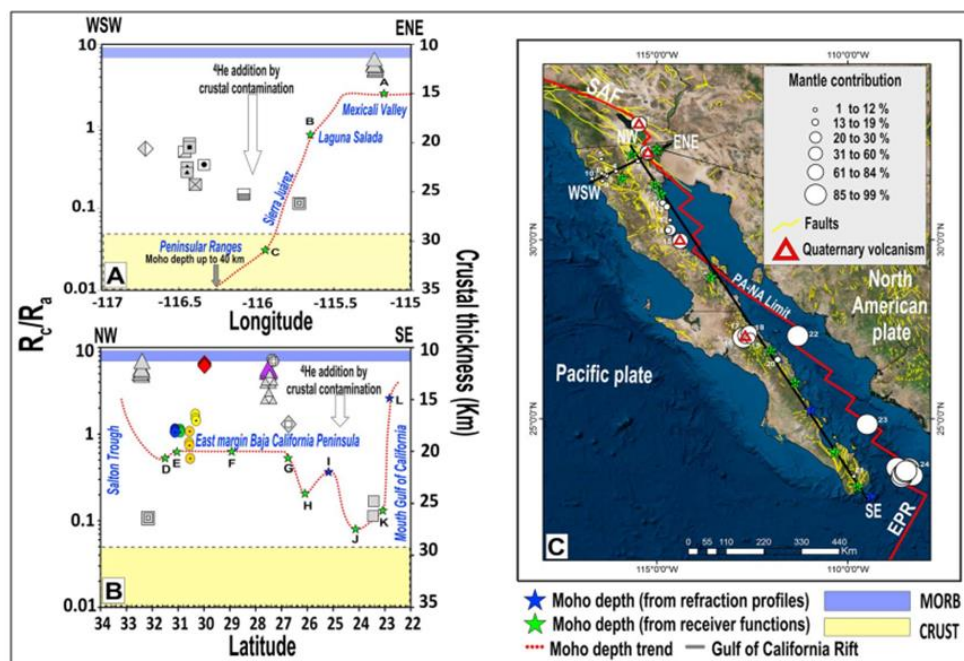 WSW
ENE
10
1
0.1
0.01
10
15
20
25
30
35
⁴He addition by
crustal contamination
A
Mexicali Valley
B
Laguna Salada
Sierra Juárez
Peninsular Ranges
Moho depth up to 40 km
C
A
-117
-116.5
-116
-115.5
-115
Longitude
Rc/Ra
Crustal thickness (Km)
NW
SE
10
1
0.1
0.01
10
15
20
25
30
35
⁴He addition by
crustal contamination
L
Salton Trough
East margin Baja California Peninsula
Mouth Gulf of California
D
E
F
G
H
I
J
K
B
34
33
32
31
30
29
28
27
26
25
24
23
22
Latitude
115°0'0"W
110°0'0"W
SAF
NW
ENE
WSW
Mantle contribution
1 to 12 %
13 to 19 %
20 to 30 %
31 to 60 %
61 to 84 %
85 to 99 %
Faults
Quaternary volcanism
30°0'0"N
25°0'0"N
30°0'0"N
25°0'0"N
PA-NA Limit
North
American
plate
Pacific plate
22
23
24
SE
EPR
C
0 55 110 220 330 440
Km
115°0'0"W
110°0'0"W
Moho depth (from refraction profiles)
MORB
Moho depth (from receiver functions)
CRUST
Moho depth trend
Gulf of California Rift